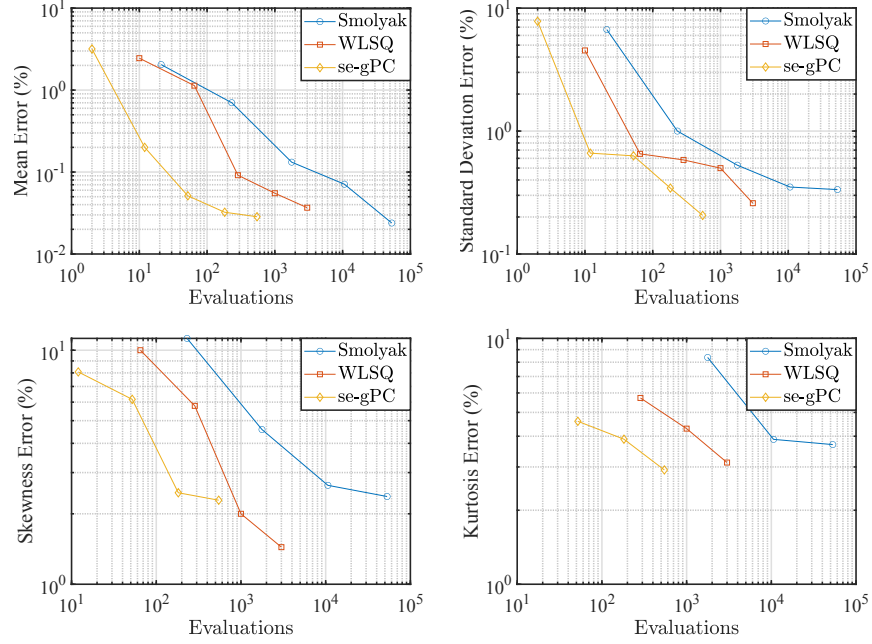 10^1
10^0
10^-1
10^-2
Mean Error (%)
Smolyak
WLSQ
se-gPC
10^0 10^1 10^2 10^3 10^4 10^5
Evaluations
10^1
10^0
10^-1
Standard Deviation Error (%)
Smolyak
WLSQ
se-gPC
10^0 10^1 10^2 10^3 10^4 10^5
Evaluations
10^1
10^0
Skewness Error (%)
Smolyak
WLSQ
se-gPC
10^1 10^2 10^3 10^4 10^5
Evaluations
10^1
10^0
Kurtosis Error (%)
Smolyak
WLSQ
se-gPC
10^1 10^2 10^3 10^4 10^5
Evaluations